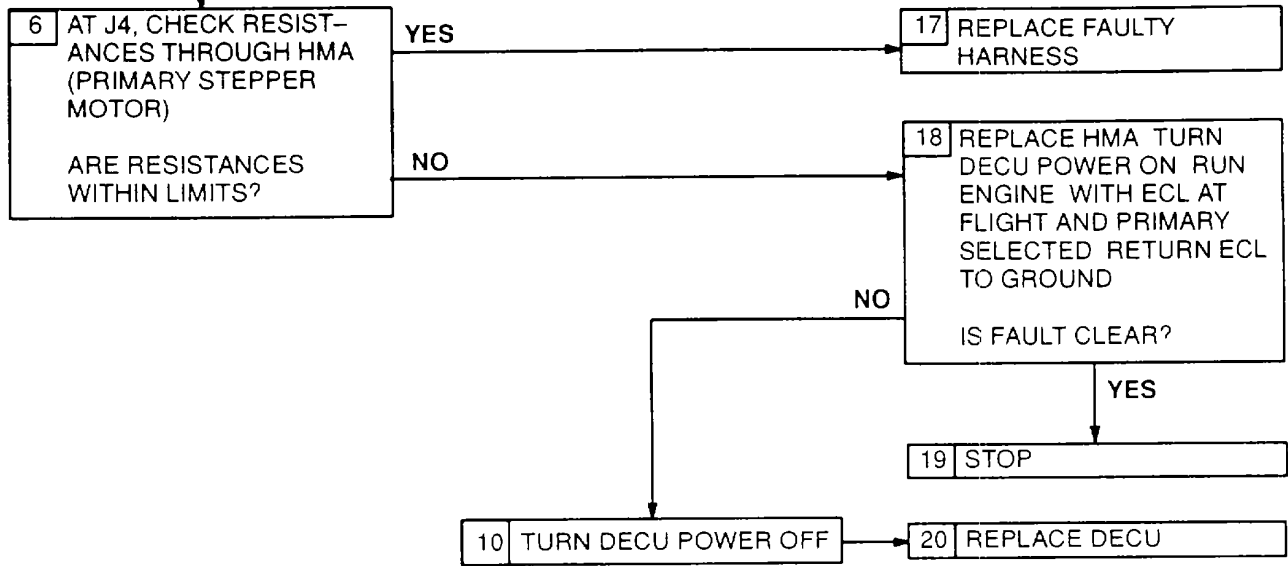 6 AT J4, CHECK RESIST–
ANCES THROUGH HMA
(PRIMARY STEPPER
MOTOR)
ARE RESISTANCES
WITHIN LIMITS?
YES
17 REPLACE FAULTY
HARNESS
NO
18 REPLACE HMA TURN
DECU POWER ON RUN
ENGINE WITH ECL AT
FLIGHT AND PRIMARY
SELECTED RETURN ECL
TO GROUND
IS FAULT CLEAR?
NO
YES
19 STOP
10 TURN DECU POWER OFF
20 REPLACE DECU